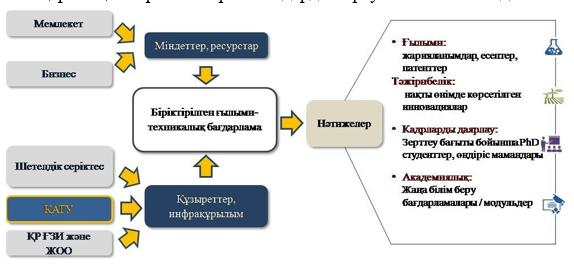 Мемлекет
Бизнес
Міндеттер, ресурстар
Біріктірілген ғылыми-
техникалық бағдарлама
Нәтижелер
Шетелдік серіктес
ҚАТУ
ҚР ҒЗИ және
ЖОО
Құзыреттер,
инфрақұрылым
• Ғылыми:
жарияланымдар, есептер,
патенттер
Тәжірибелік:
нақты өнімде көрсетілген
инновациялар
• Кадрларды даярлау:
Зерттеу бағыты бойынша PhD
студенттер, өндіріс мамандары
• Академиялық:
Жаңа білім беру
бағдарламалары / модульдер